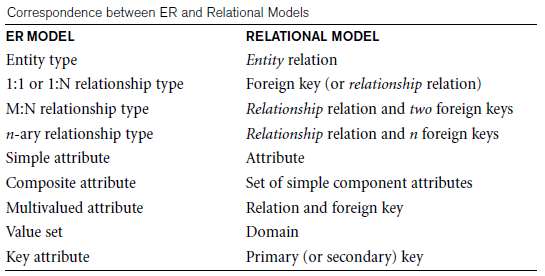 Correspondence between ER and Relational Models
ER MODEL RELATIONAL MODEL
Entity type Entity relation
1:1 or 1:N relationship type Foreign key (or relationship relation)
M:N relationship type Relationship relation and two foreign keys
n-ary relationship type Relationship relation and n foreign keys
Simple attribute Attribute
Composite attribute Set of simple component attributes
Multivalued attribute Relation and foreign key
Value set Domain
Key attribute Primary (or secondary) key